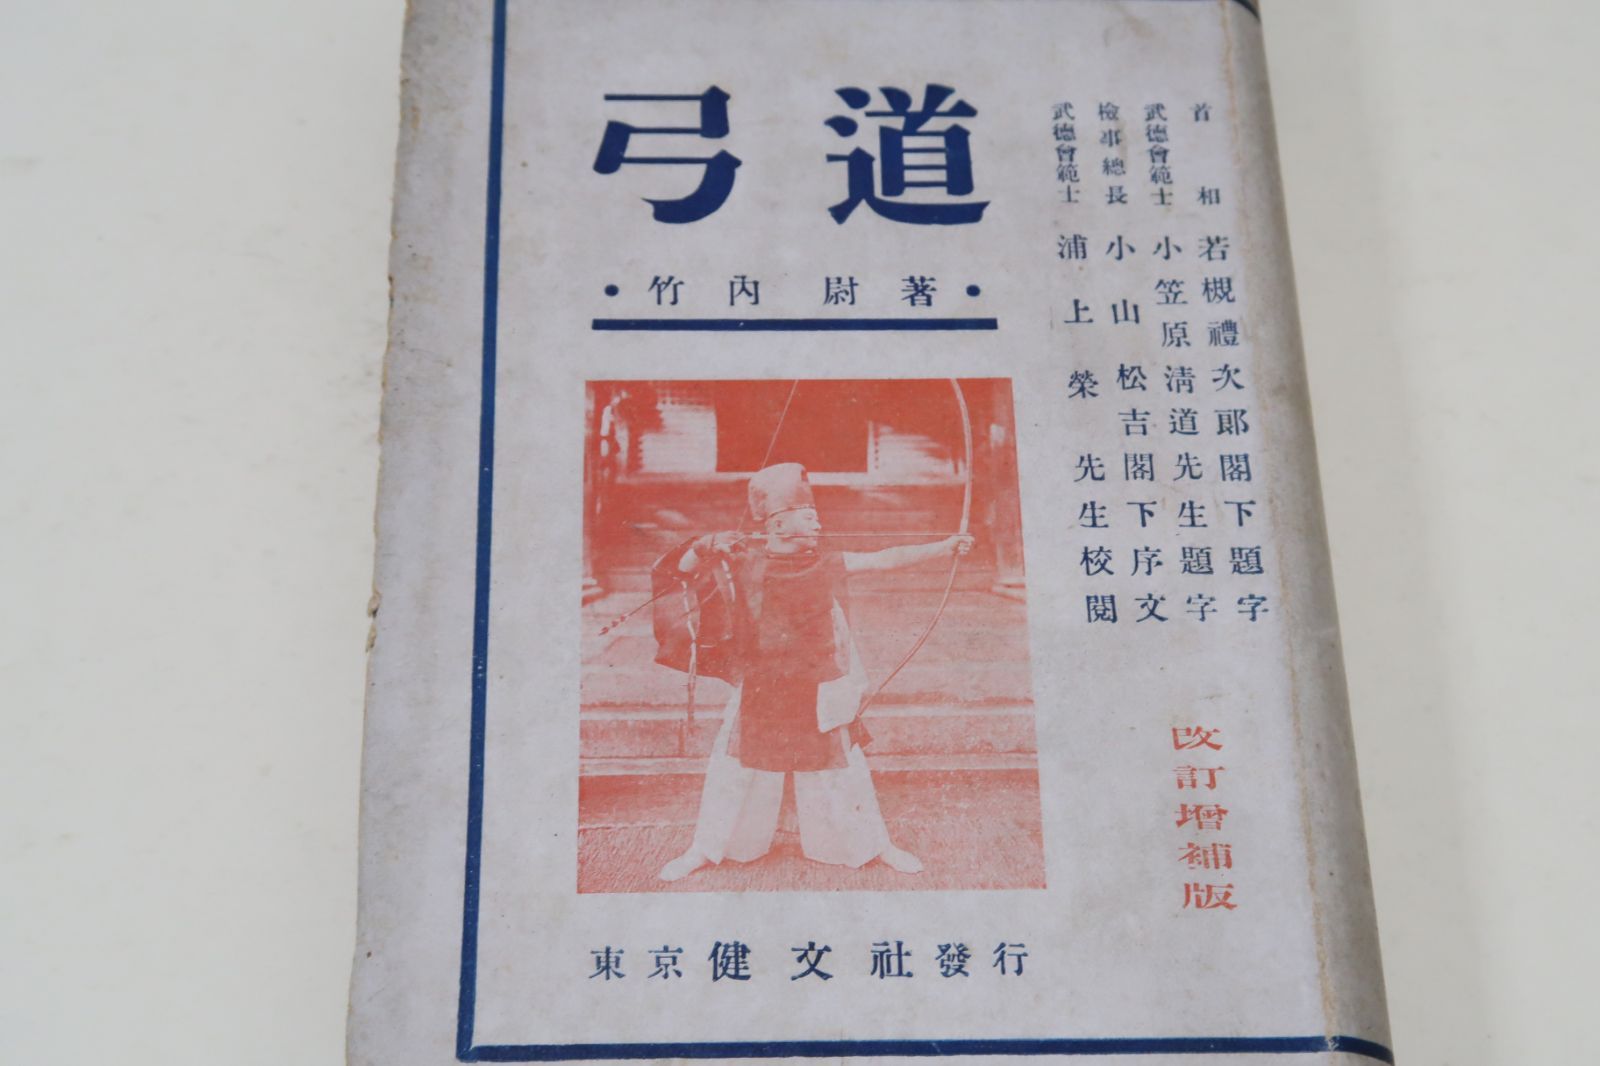 弓道
・竹內尉著・
首相 若槻禮次郎閣下題字
武德會範士 小笠原淸道先生題字
檢事總長 小山松吉閣下序文
武德會範士 浦上榮先生校閱
改訂增補版
東京健文社發行